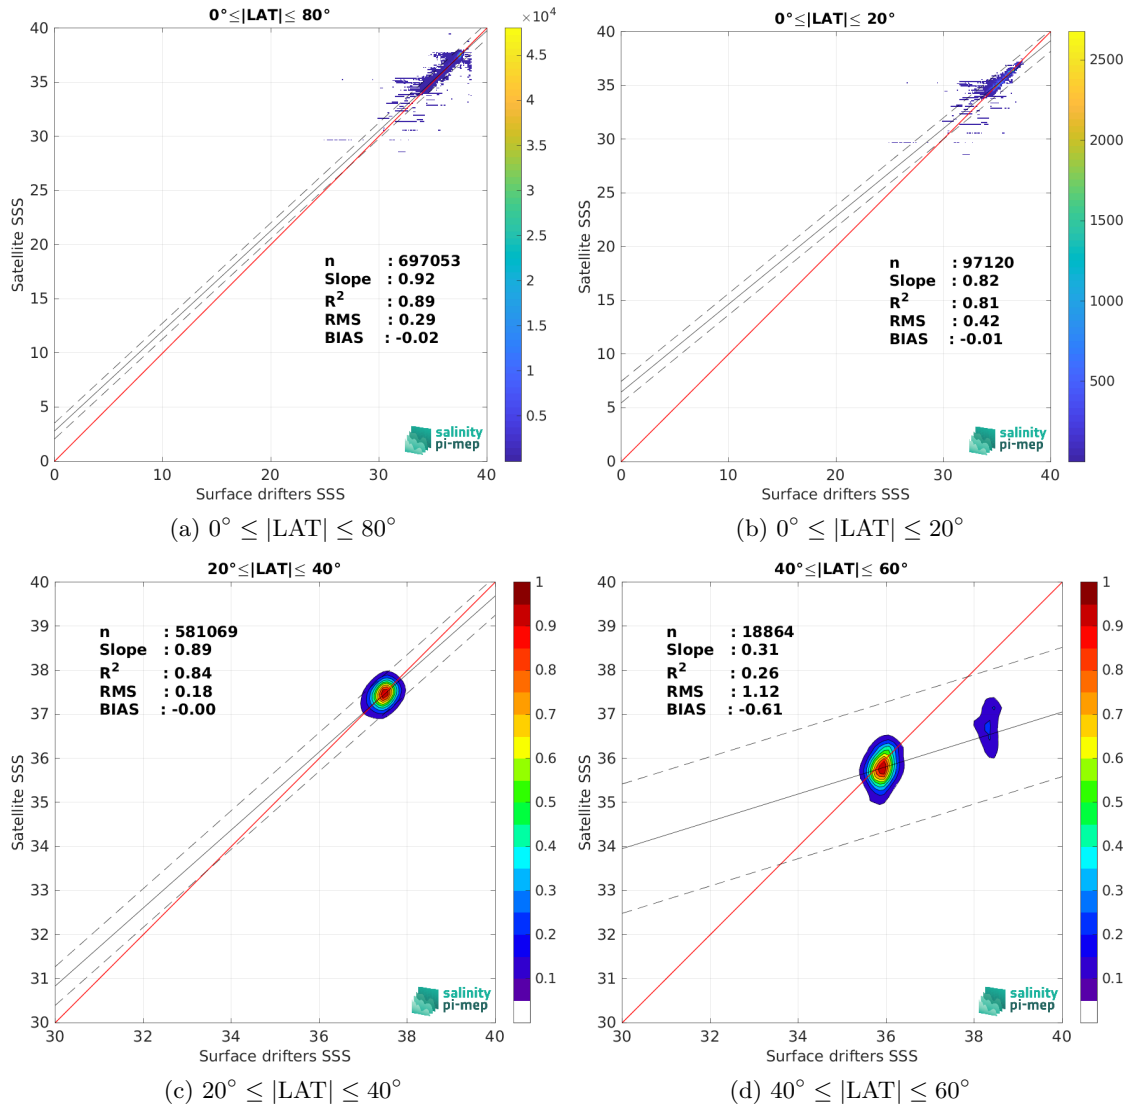 0°≤|LAT|≤ 80°
×10⁴
40
35
30
25
20
15
10
5
0
Satellite SSS
n : 697053
Slope : 0.92
R² : 0.89
RMS : 0.29
BIAS : -0.02
salinity
pi-mep
0 10 20 30 40
Surface drifters SSS
4.5
4
3.5
3
2.5
2
1.5
1
0.5
(a) 0° ≤ |LAT| ≤ 80°
0°≤|LAT|≤ 20°
40
35
30
25
20
15
10
5
0
Satellite SSS
n : 97120
Slope : 0.82
R² : 0.81
RMS : 0.42
BIAS : -0.01
salinity
pi-mep
0 10 20 30 40
Surface drifters SSS
2500
2000
1500
1000
500
(b) 0° ≤ |LAT| ≤ 20°
20°≤|LAT|≤ 40°
40
39
38
37
36
35
34
33
32
31
30
Satellite SSS
n : 581069
Slope : 0.89
R² : 0.84
RMS : 0.18
BIAS : -0.00
salinity
pi-mep
30 32 34 36 38 40
Surface drifters SSS
1
0.9
0.8
0.7
0.6
0.5
0.4
0.3
0.2
0.1
(c) 20° ≤ |LAT| ≤ 40°
40°≤|LAT|≤ 60°
40
39
38
37
36
35
34
33
32
31
30
Satellite SSS
n : 18864
Slope : 0.31
R² : 0.26
RMS : 1.12
BIAS : -0.61
salinity
pi-mep
30 32 34 36 38 40
Surface drifters SSS
1
0.9
0.8
0.7
0.6
0.5
0.4
0.3
0.2
0.1
(d) 40° ≤ |LAT| ≤ 60°